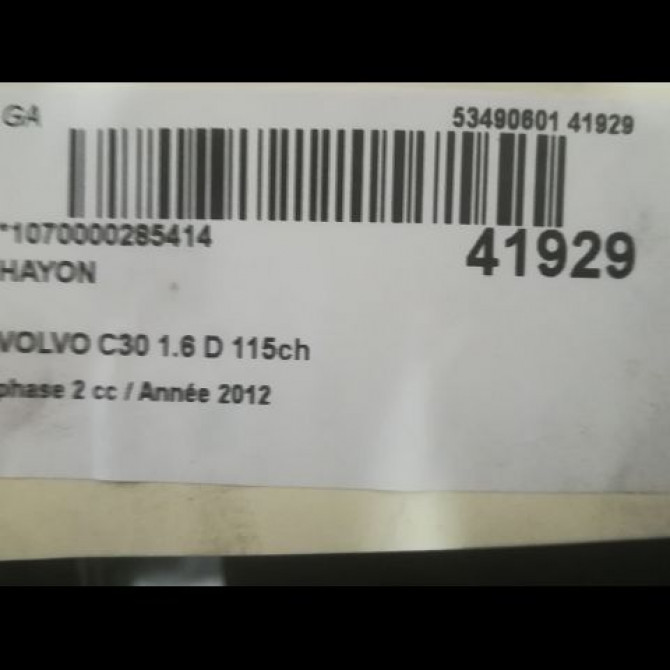 GA
53490601 41929
*1070000285414
41929
HAYON
VOLVO C30 1.6 D 115ch
phase 2 cc / Année 2012